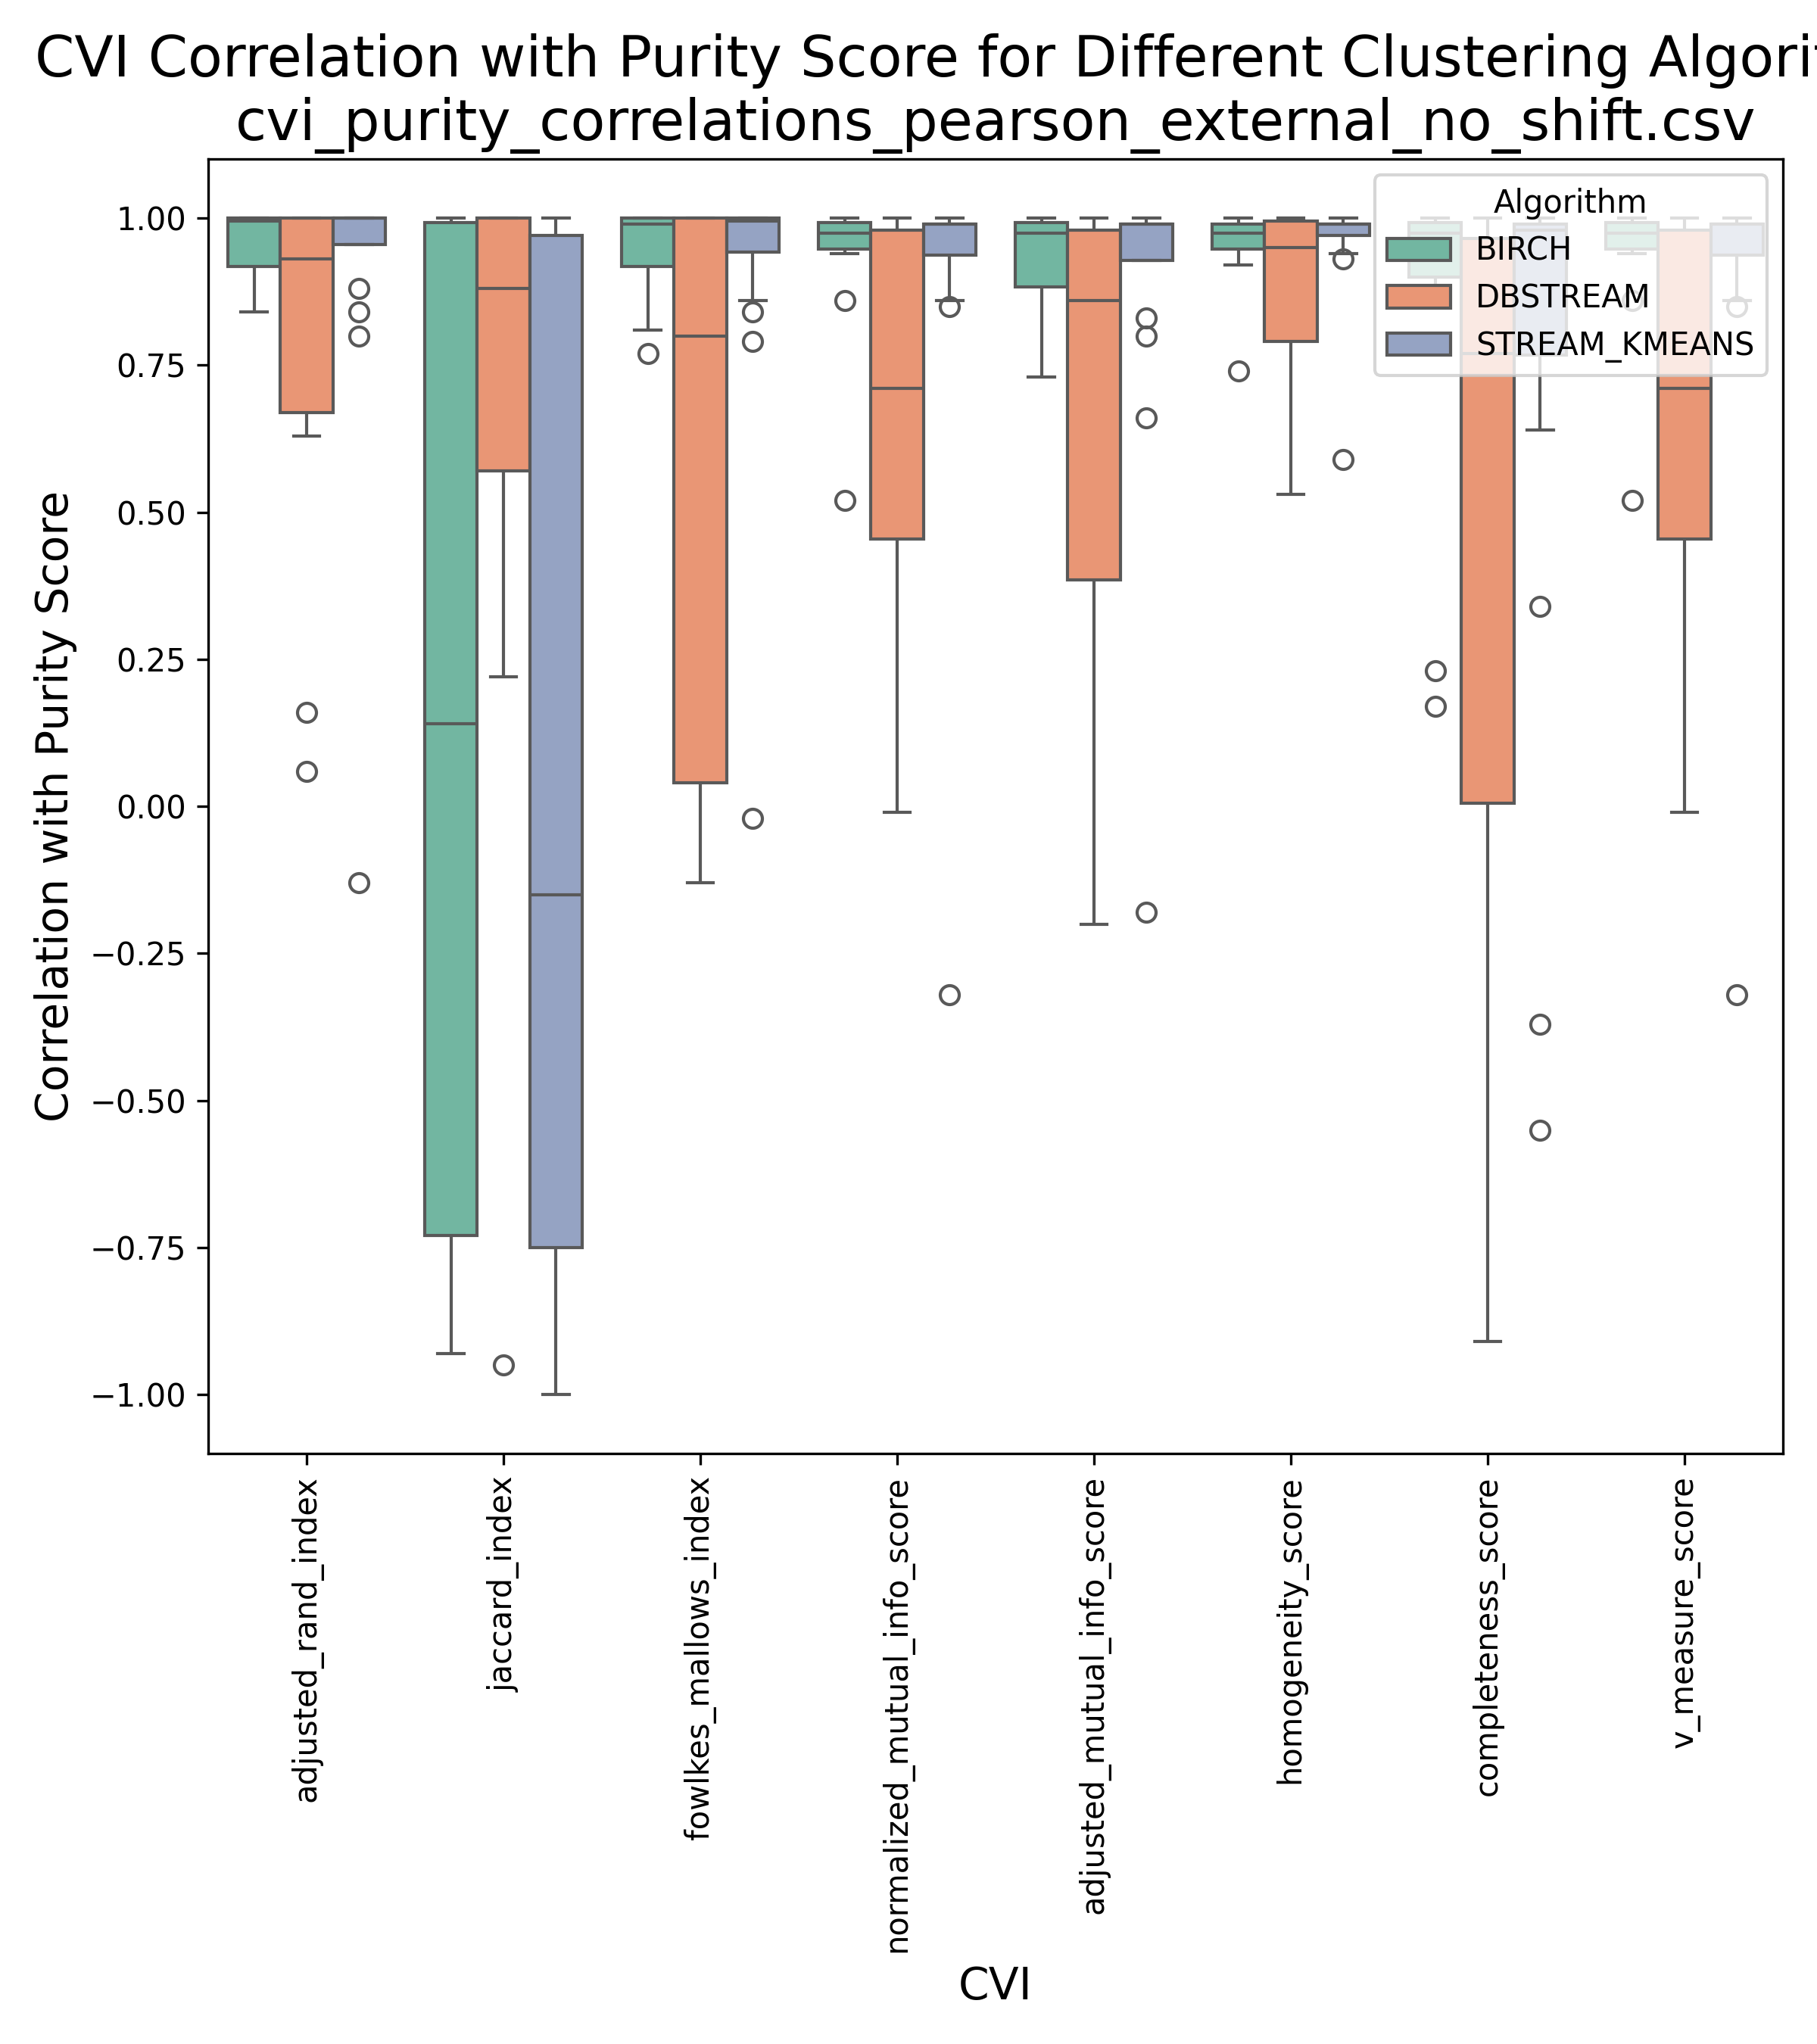 CVI Correlation with Purity Score for Different Clustering Algori
cvi_purity_correlations_pearson_external_no_shift.csv
Algorithm
BIRCH
DBSTREAM
STREAM_KMEANS
Correlation with Purity Score
1.00
0.75
0.50
0.25
0.00
−0.25
−0.50
−0.75
−1.00
adjusted_rand_index
jaccard_index
fowlkes_mallows_index
normalized_mutual_info_score
adjusted_mutual_info_score
homogeneity_score
completeness_score
v_measure_score
CVI